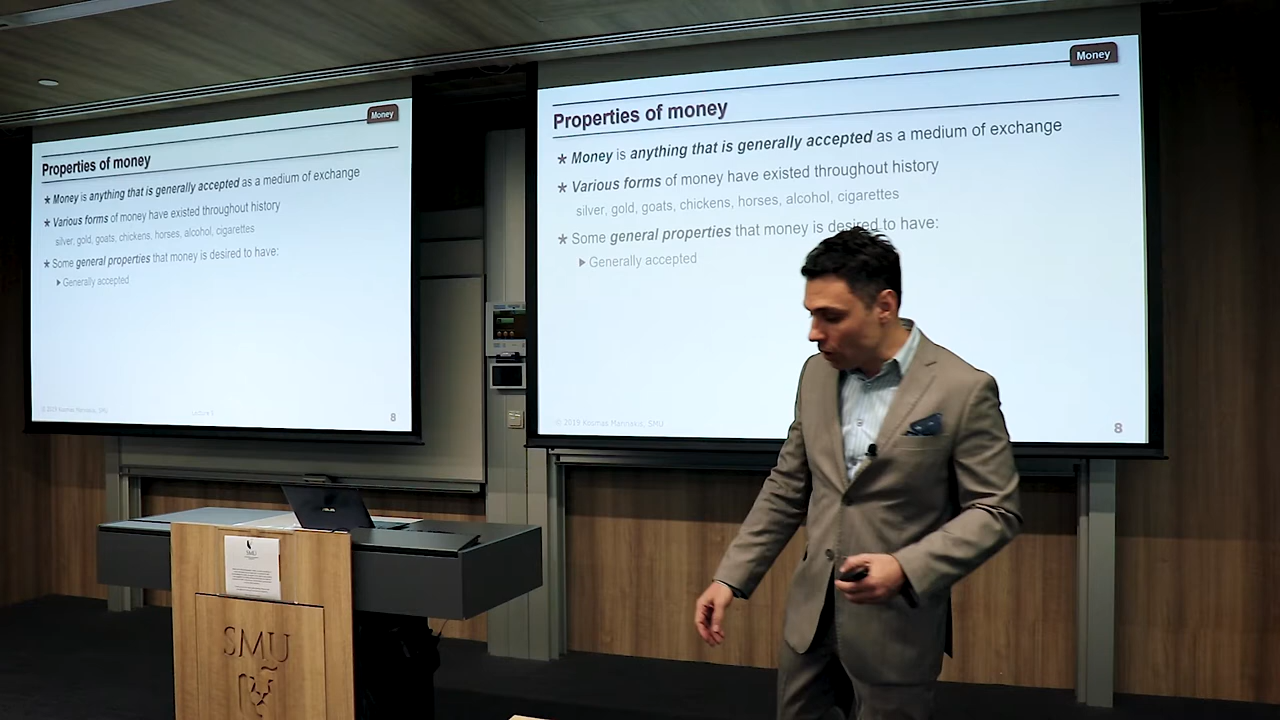 Money
Properties of money
★ Money is anything that is generally accepted as a medium of exchange
★ Various forms of money have existed throughout history
silver, gold, goats, chickens, horses, alcohol, cigarettes
★ Some general properties that money is desired to have:
Generally accepted
8
Money
Properties of money
★ Money is anything that is generally accepted as a medium of exchange
★ Various forms of money have existed throughout history
silver, gold, goats, chickens, horses, alcohol, cigarettes
★ Some general properties that money is desired to have:
Generally accepted
© 2019 Kosmas Marinakis, SMU
8
SMU